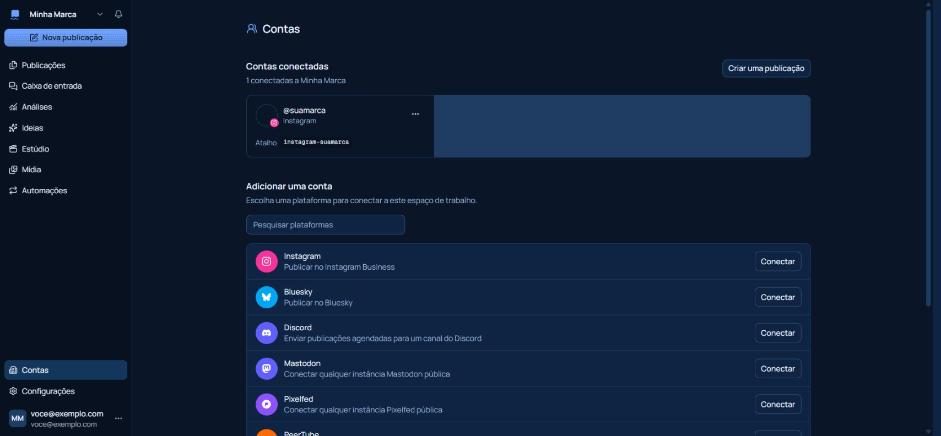 Minha Marca
Nova publicação
Publicações
Caixa de entrada
Análises
Ideias
Estúdio
Mídia
Automações
Contas
Configurações
MM
voce@exemplo.com
voce@exemplo.com
Contas
Contas conectadas
1 conectadas a Minha Marca
Criar uma publicação
@suamarca
Instagram
Atalho instagram-suamarca
Adicionar uma conta
Escolha uma plataforma para conectar a este espaço de trabalho.
Pesquisar plataformas
Instagram
Publicar no Instagram Business
Conectar
Bluesky
Publicar no Bluesky
Conectar
Discord
Enviar publicações agendadas para um canal do Discord
Conectar
Mastodon
Conectar qualquer instância Mastodon pública
Conectar
Pixelfed
Conectar qualquer instância Pixelfed pública
Conectar
PeerTube